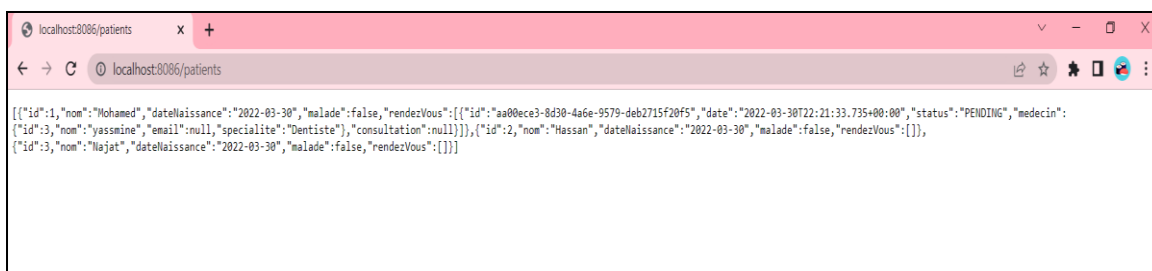 localhost:8086/patients
localhost:8086/patients
[{"id":1,"nom":"Mohamed","dateNaissance":"2022-03-30","malade":false,"rendezVous":[{"id":"aa00ece3-8d30-4a6e-9579-deb2715f20f5","date":"2022-03-30T22:21:33.735+00:00","status":"PENDING","medecin":
{"id":3,"nom":"yassmine","email":null,"specialite":"Dentiste"},"consultation":null}]},{"id":2,"nom":"Hassan","dateNaissance":"2022-03-30","malade":false,"rendezVous":[]},
{"id":3,"nom":"Najat","dateNaissance":"2022-03-30","malade":false,"rendezVous":[]}]